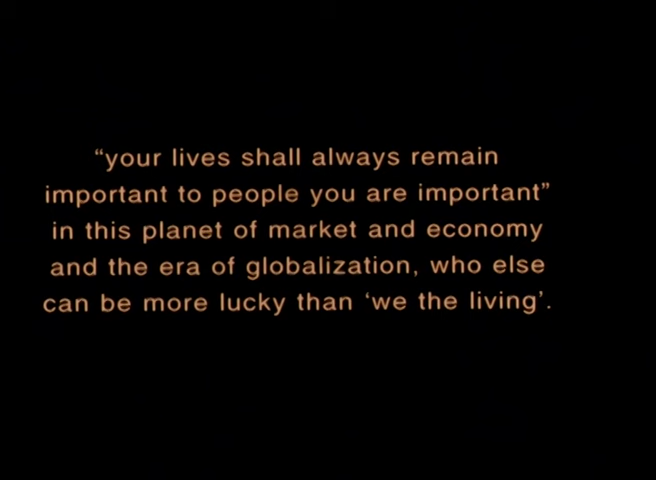 “your lives shall always remain
important to people you are important”
in this planet of market and economy
and the era of globalization, who else
can be more lucky than ‘we the living’.